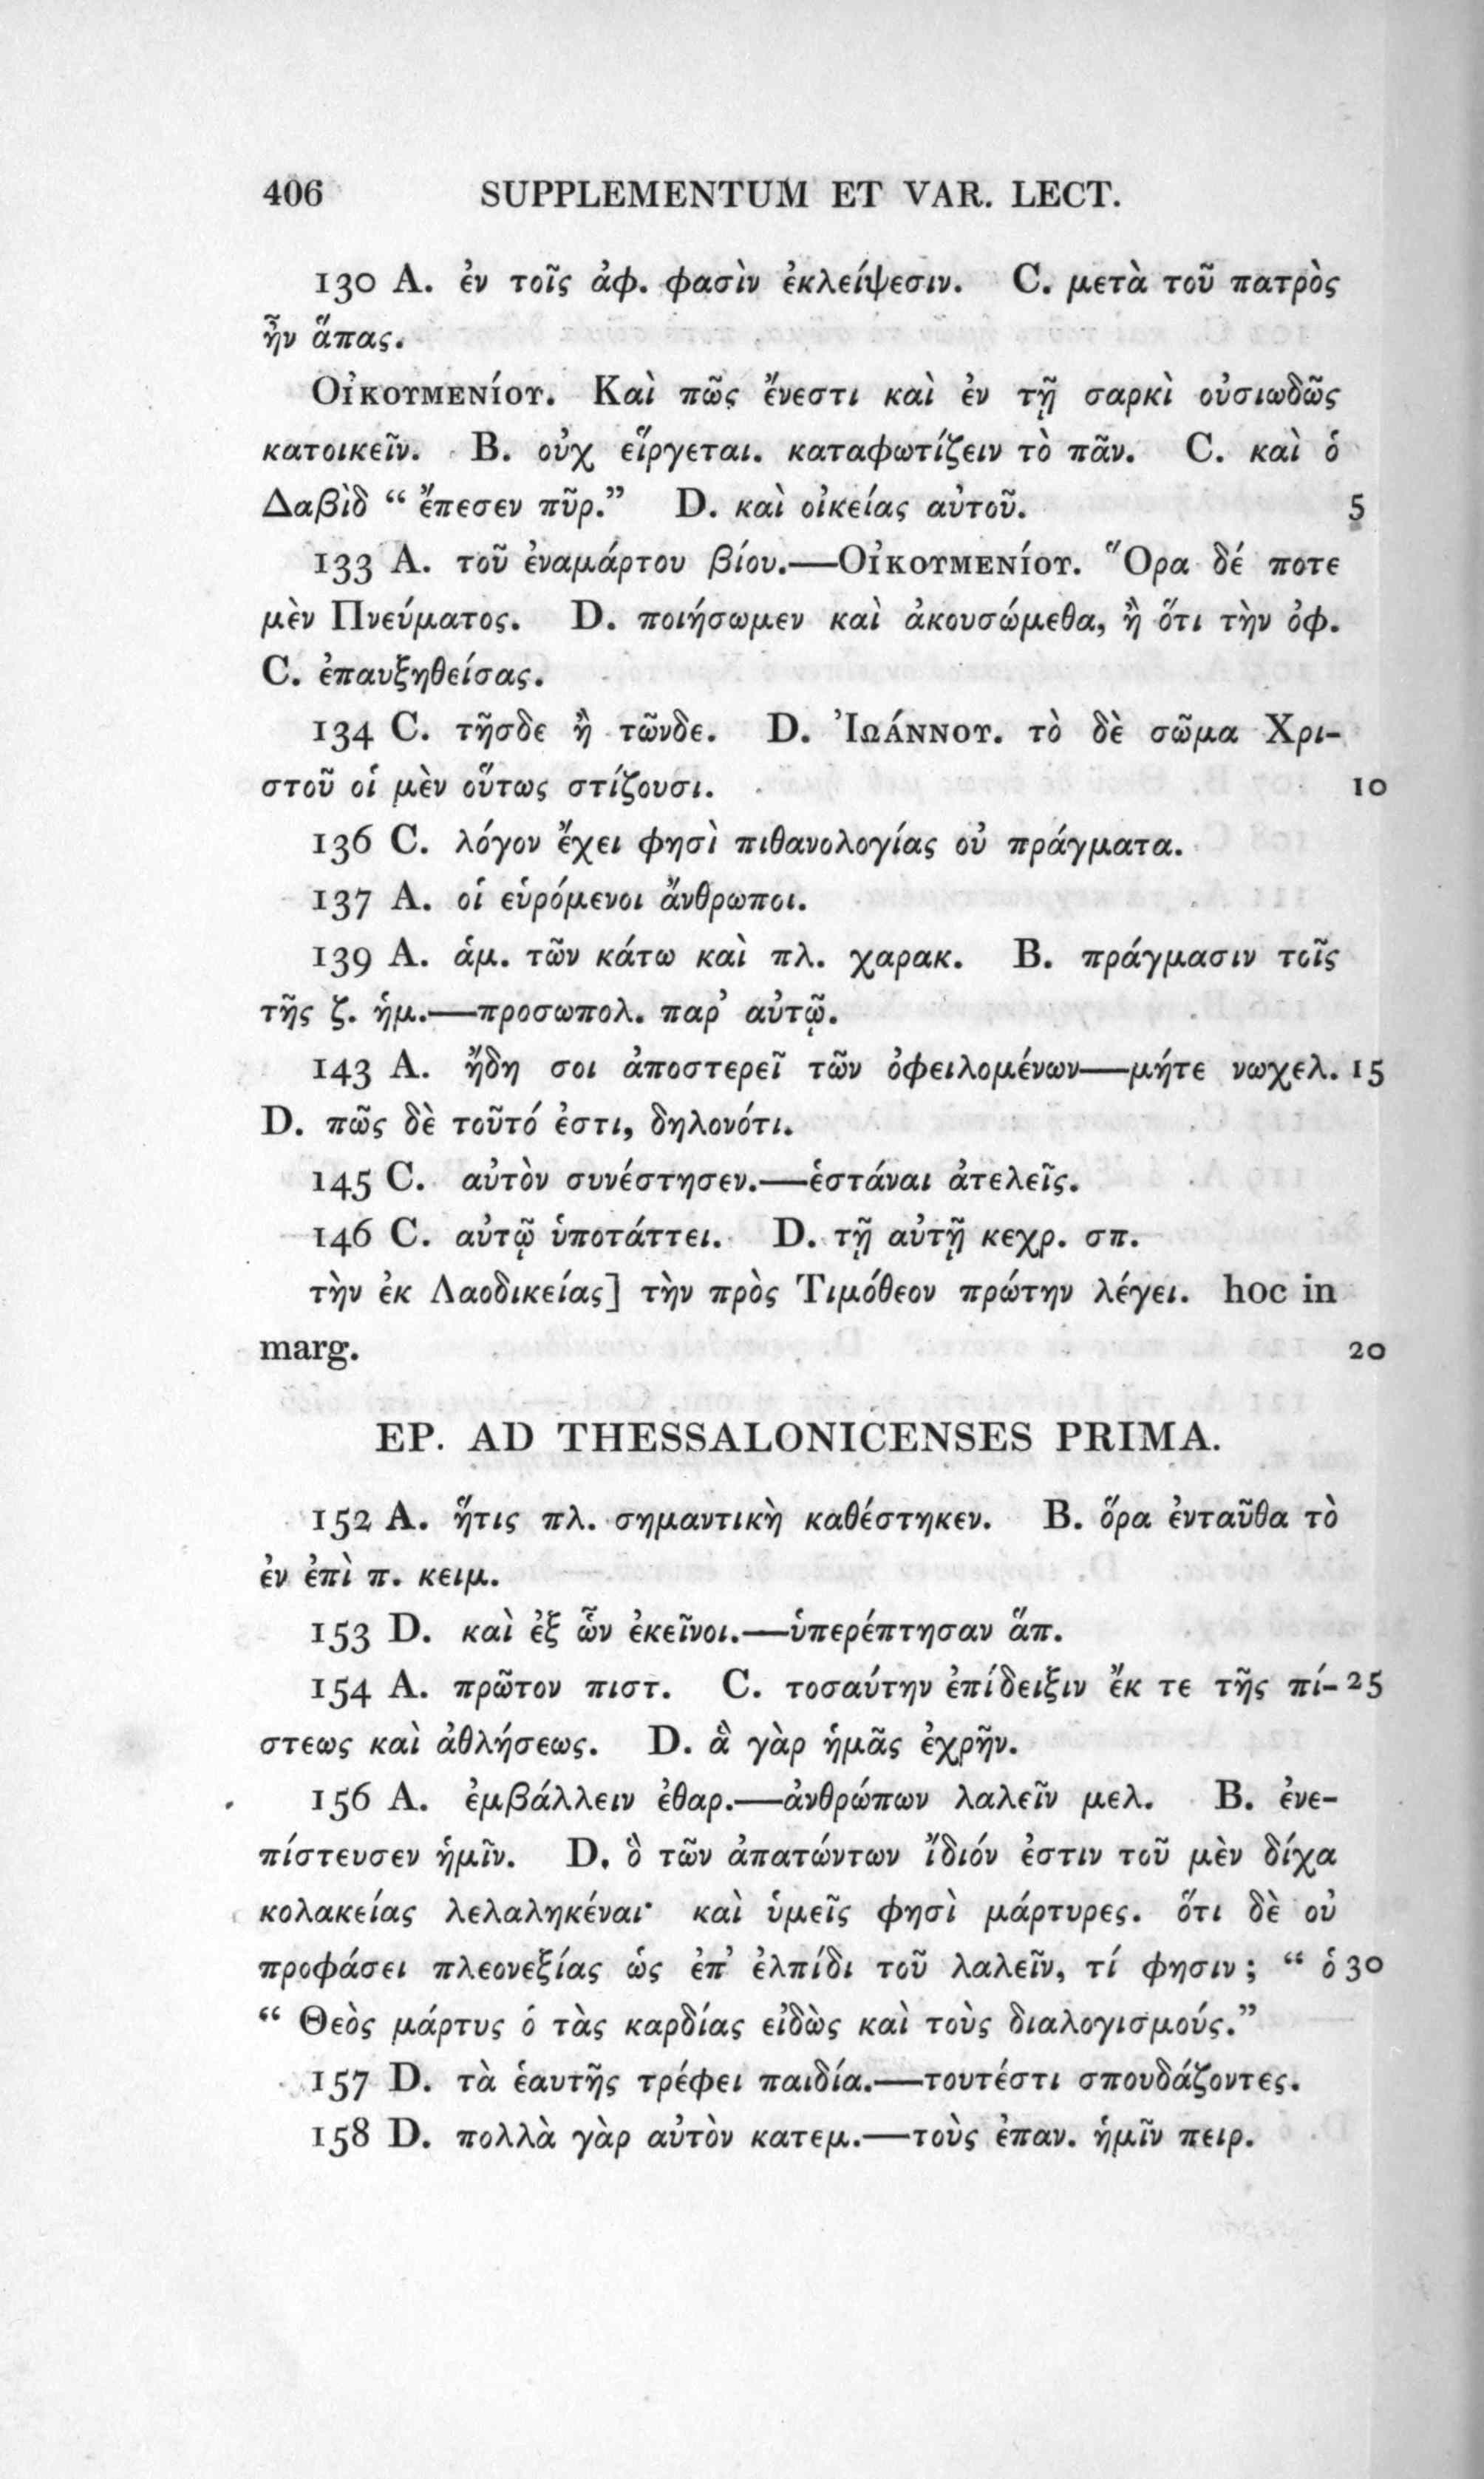 406 SUPPLEMENTUM ET VAR. LECT.
130 A. ἐν τοῖς ἀφ. φασὶν ἐκλείψεσιν. C. μετὰ τοῦ πατρὸς
ἦν ἅπας.
ΟἰΚΟΥΜΕΝίΟΥ. Καὶ πῶς ἔνεστι καὶ ἐν τῇ σαρκὶ οὐσιωδῶς
κατοικεῖν. B. οὐχ εἵργεται. καταφωτίζειν τὸ πᾶν. C. καὶ ὁ
Δαβὶδ “ ἔπεσεν πῦρ.” D. καὶ οἰκείας αὐτοῦ. 5
133 A. τοῦ ἐναμάρτου βίου.—ΟἰΚΟΥΜΕΝίΟΥ. Ὅρα δέ ποτε
μὲν Πνεύματος. D. ποιήσωμεν καὶ ἀκουσώμεθα, ἢ ὅτι τὴν ὀφ.
C. ἐπαυξηθείσας.
134 C. τῆσδε ἢ τῶνδε. D. ἸΩάΝΝΟΥ. τὸ δὲ σῶμα Χρι-
στοῦ οἱ μὲν οὕτως στίζουσι. 10
136 C. λόγον ἔχει φησὶ πιθανολογίας οὐ πράγματα.
137 A. οἱ εὑρόμενοι ἄνθρωποι.
139 A. ἁμ. τῶν κάτω καὶ πλ. χαρακ. B. πράγμασιν τοῖς
τῆς ζ. ἡμ.—προσωπολ. παρ’ αὐτῷ.
143 A. ἤδη σοι ἀποστερεῖ τῶν ὀφειλομένων—μήτε νωχελ. 15
D. πῶς δὲ τοῦτό ἐστι, δηλονότι.
145 C. αὐτὸν συνέστησεν.—ἑστάναι ἀτελεῖς.
146 C. αὐτῷ ὑποτάττει. D. τῇ αὐτῇ κεχρ. σπ.
τὴν ἐκ Λαοδικείας] τὴν πρὸς Τιμόθεον πρώτην λέγει. hoc in
marg. 20
EP. AD THESSALONICENSES PRIMA.
152 A. ἥτις πλ. σημαντικὴ καθέστηκεν. B. ὅρα ἐνταῦθα τὸ
ἐν ἐπὶ π. κειμ.
153 D. καὶ ἐξ ὧν ἐκεῖνοι.—ὑπερέπτησαν ἅπ.
154 A. πρῶτον πιστ. C. τοσαύτην ἐπίδειξιν ἔκ τε τῆς πί- 25
στεως καὶ ἀθλήσεως. D. ἃ γὰρ ἡμᾶς ἐχρῆν.
156 A. ἐμβάλλειν ἐθαρ.—ἀνθρώπων λαλεῖν μελ. B. ἐνε-
πίστευσεν ἡμῖν. D. ὃ τῶν ἀπατώντων ἴδιόν ἐστιν τοῦ μὲν δίχα
κολακείας λελαληκέναι· καὶ ὑμεῖς φησὶ μάρτυρες. ὅτι δὲ οὐ
προφάσει πλεονεξίας ὡς ἐπ’ ἐλπίδι τοῦ λαλεῖν, τί φησιν ; “ ὁ 30
“ Θεὸς μάρτυς ὁ τὰς καρδίας εἰδὼς καὶ τοὺς διαλογισμούς.”
157 D. τὰ ἑαυτῆς τρέφει παιδία.—τουτέστι σπουδάζοντες.
158 D. πολλὰ γὰρ αὐτὸν κατεμ.—τοὺς ἐπαν. ἡμῖν πειρ.